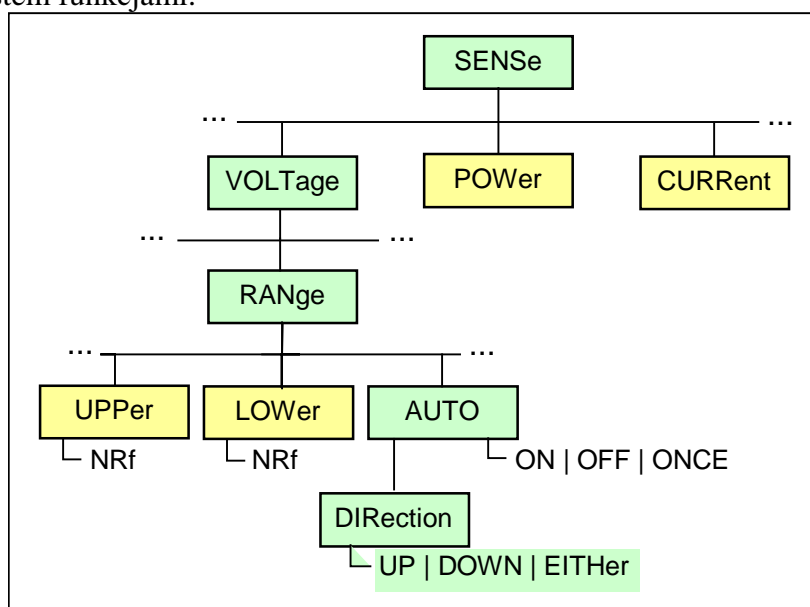 SENSe
... ...
VOLTage POWer CURRent
... ...
RANge
... ...
UPPer LOWer AUTO
NRf NRf ON | OFF | ONCE
DIRection
UP | DOWN | EITHer